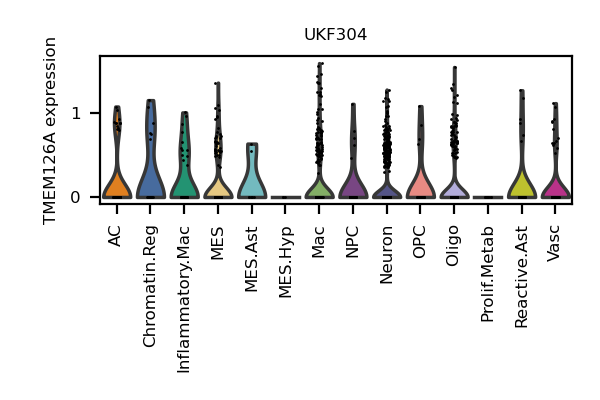 UKF304
TMEM126A expression
1
0
AC
Chromatin.Reg
Inflammatory.Mac
MES
MES.Ast
MES.Hyp
Mac
NPC
Neuron
OPC
Oligo
Prolif.Metab
Reactive.Ast
Vasc